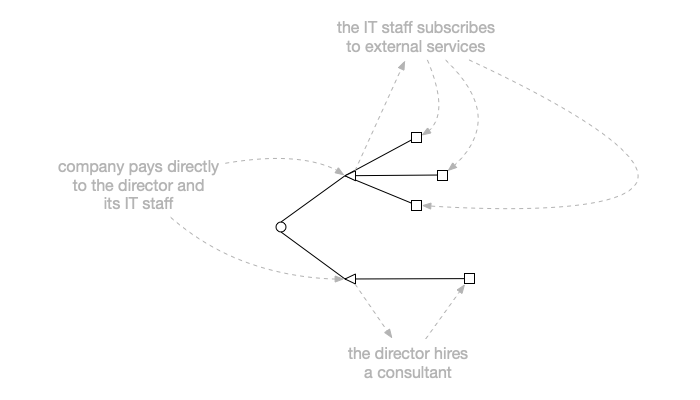 the IT staff subscribes
to external services
company pays directly
to the director and
its IT staff
the director hires
a consultant